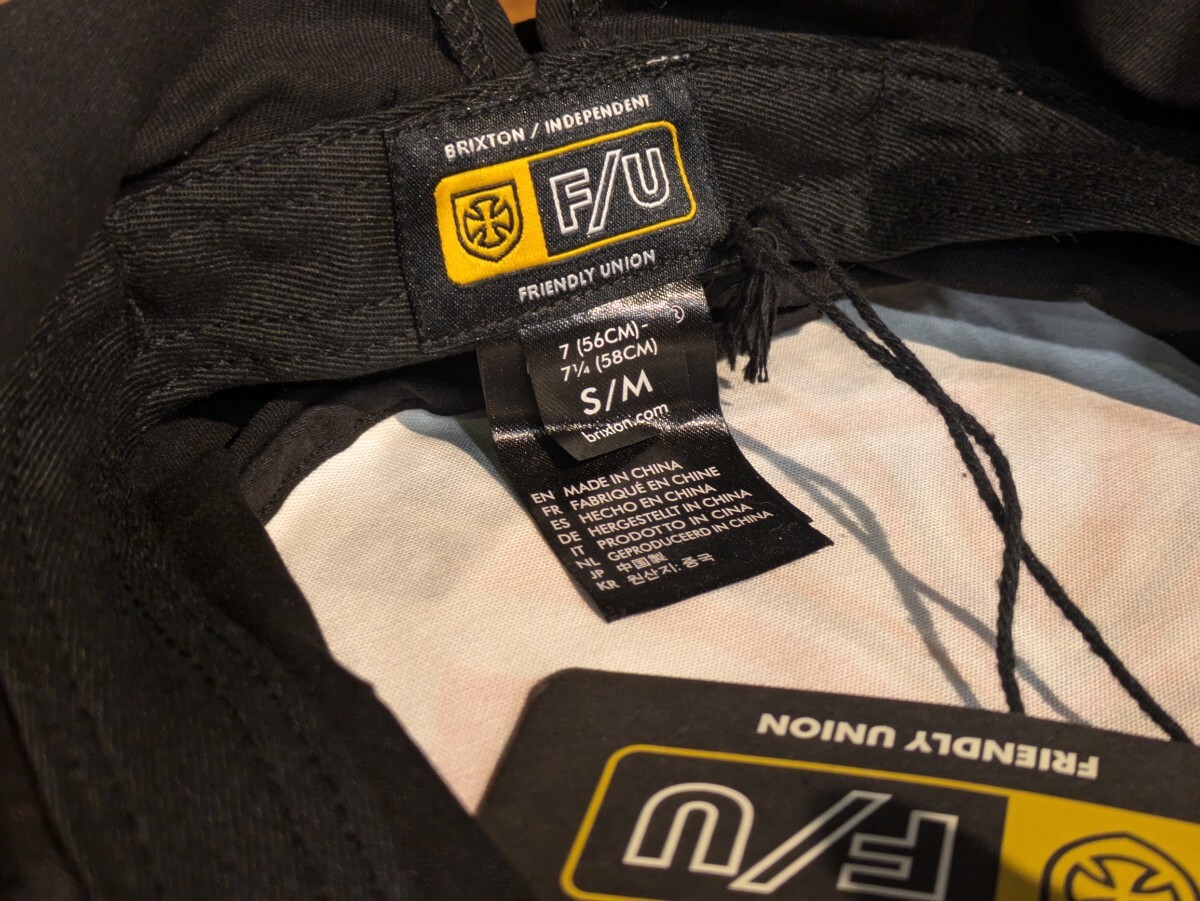 BRIXTON / INDEPENDENT
F/U
FRIENDLY UNION
7 (56CM)-
7¼ (58CM)
S/M
brixton.com
EN MADE IN CHINA
FR FABRIQUÉ EN CHINE
ES HECHO EN CHINA
DE HERGESTELLT IN CHINA
IT PRODOTTO IN CINA
NL GEPRODUCEERD IN CHINA
JP 中国製
KR 원산지: 중국
FRIENDLY UNION
F/U